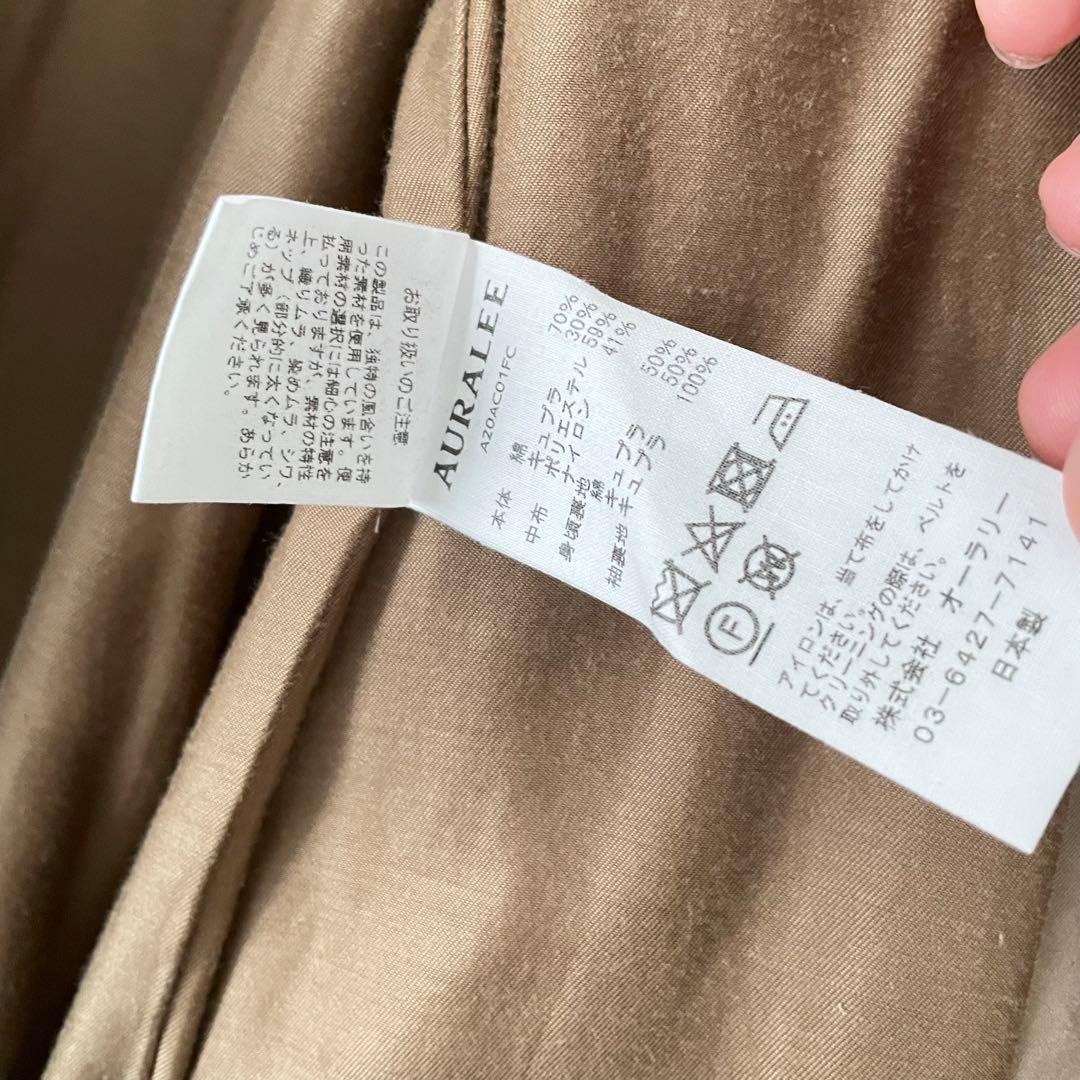 お取り扱いのご注意
この製品は、独特の風合いを持
った素材を使用しています。使
用素材の選択には細心の注意を
払っておりますが、素材の特性
上、織りムラ、染めムラ、シワ、
ネップ(部分的に太くなってい
る)が多く見られます。あらか
じめご了承ください。
AURALEE
A20AC01FC
本体 綿 70%
キュプラ 30%
中布 ポリエステル 59%
ナイロン 41%
身頃裏地 綿 50%
キュプラ 50%
袖裏地 キュプラ 100%
F
アイロンは、当て布をしてかけ
てください。
クリーニングの際は、ベルトを
取り外してください。
株式会社 オーラリー
03-6427-7141
日本製